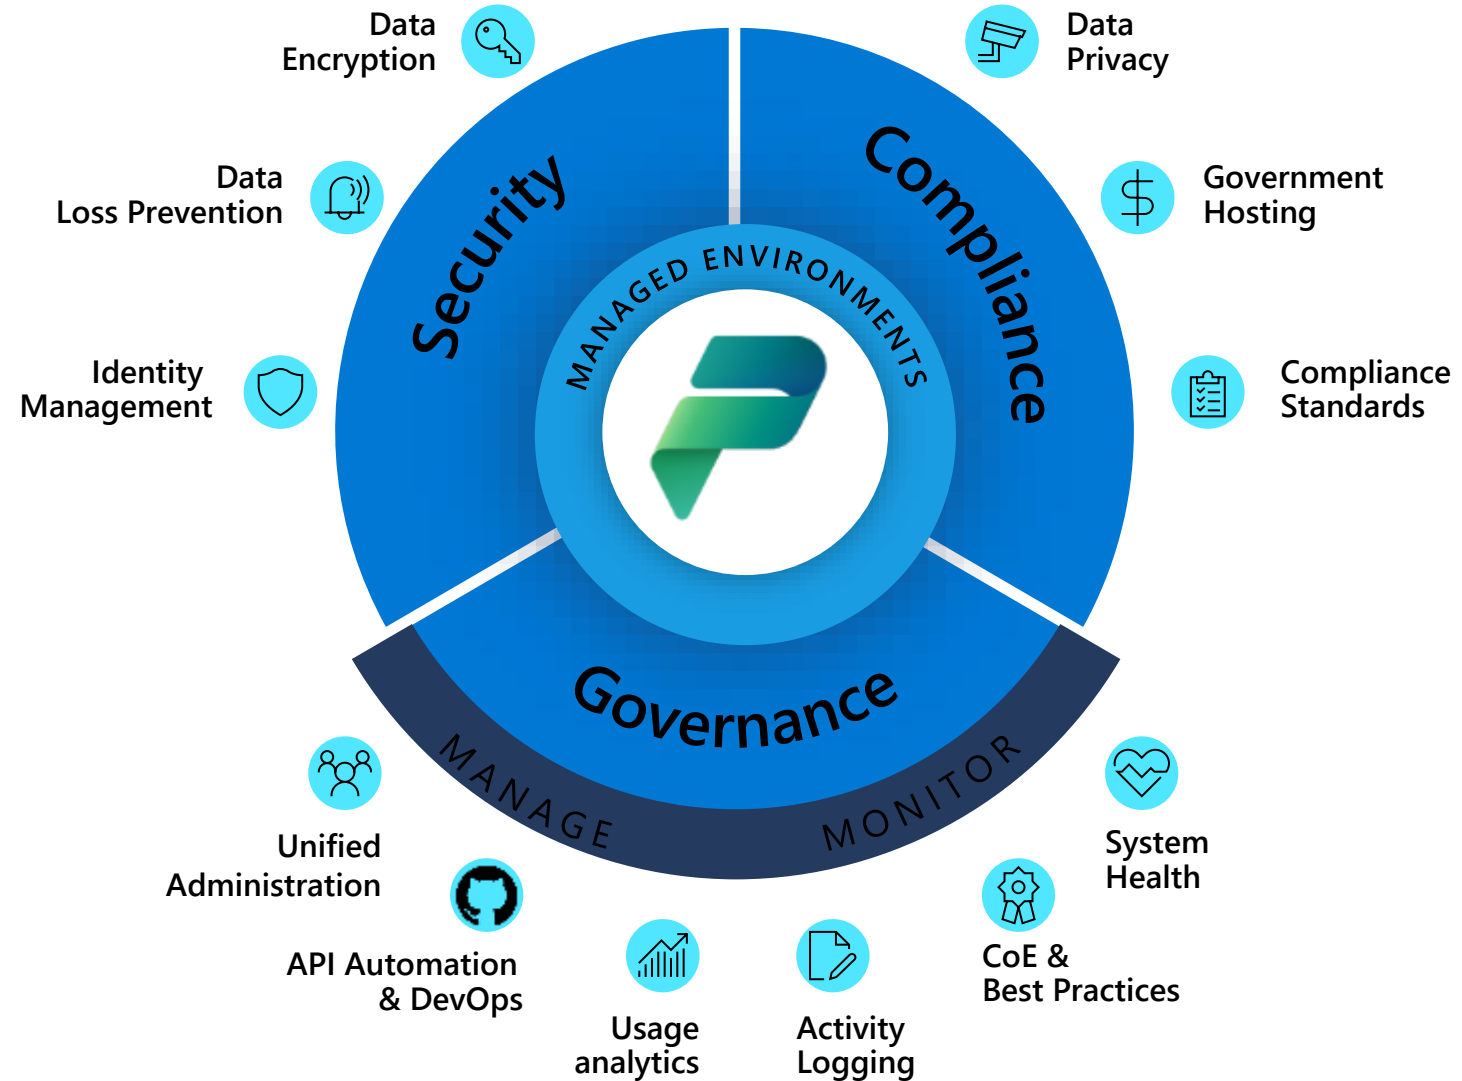 Data
Encryption
Data
Privacy
Data
Loss Prevention
Government
Hosting
Identity
Management
Compliance
Standards
Security
Compliance
MANAGED ENVIRONMENTS
Governance
MANAGE
MONITOR
Unified
Administration
System
Health
API Automation
& DevOps
CoE &
Best Practices
Usage
analytics
Activity
Logging